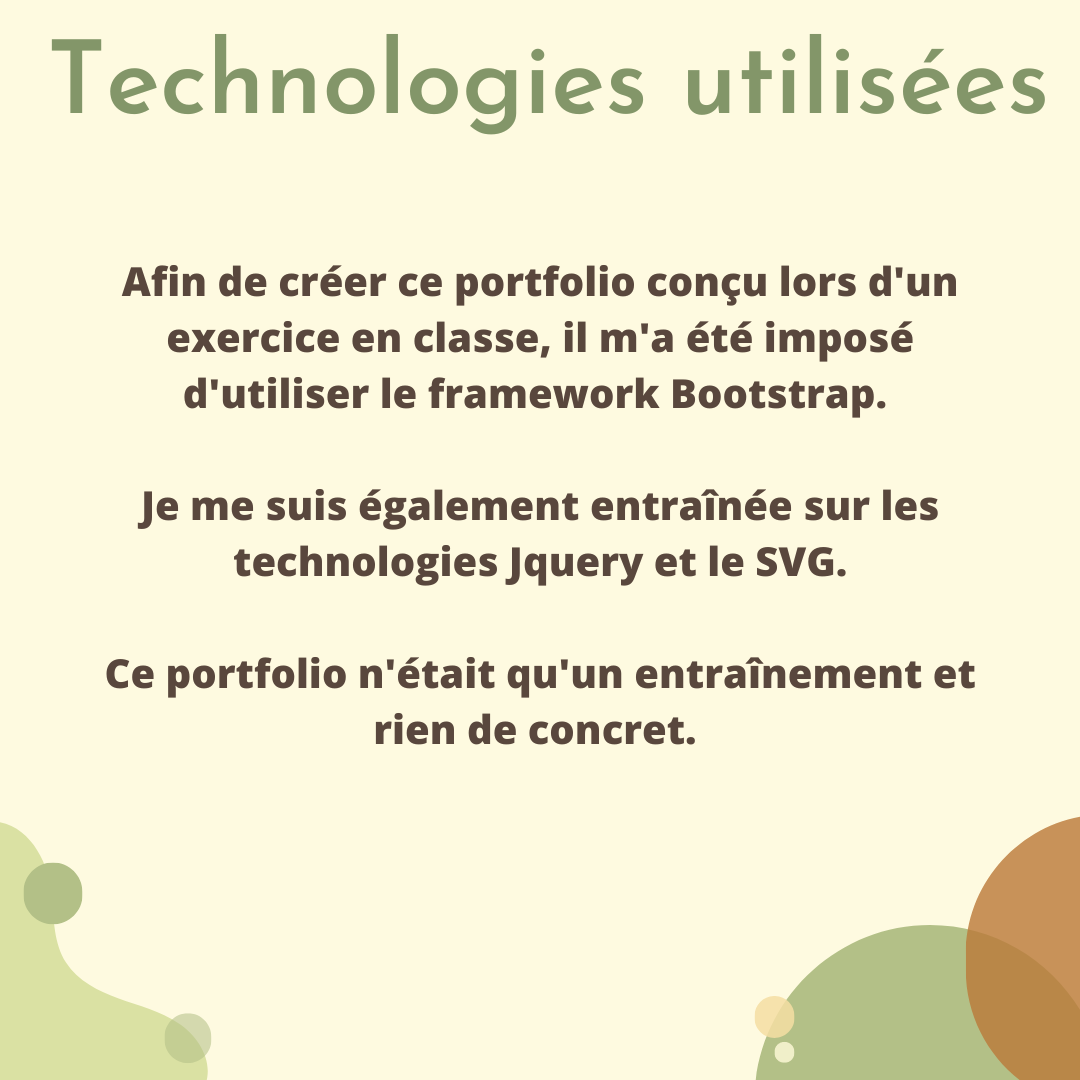 Technologies utilisées
Afin de créer ce portfolio conçu lors d'un
exercice en classe, il m'a été imposé
d'utiliser le framework Bootstrap.
Je me suis également entraînée sur les
technologies Jquery et le SVG.
Ce portfolio n'était qu'un entraînement et
rien de concret.